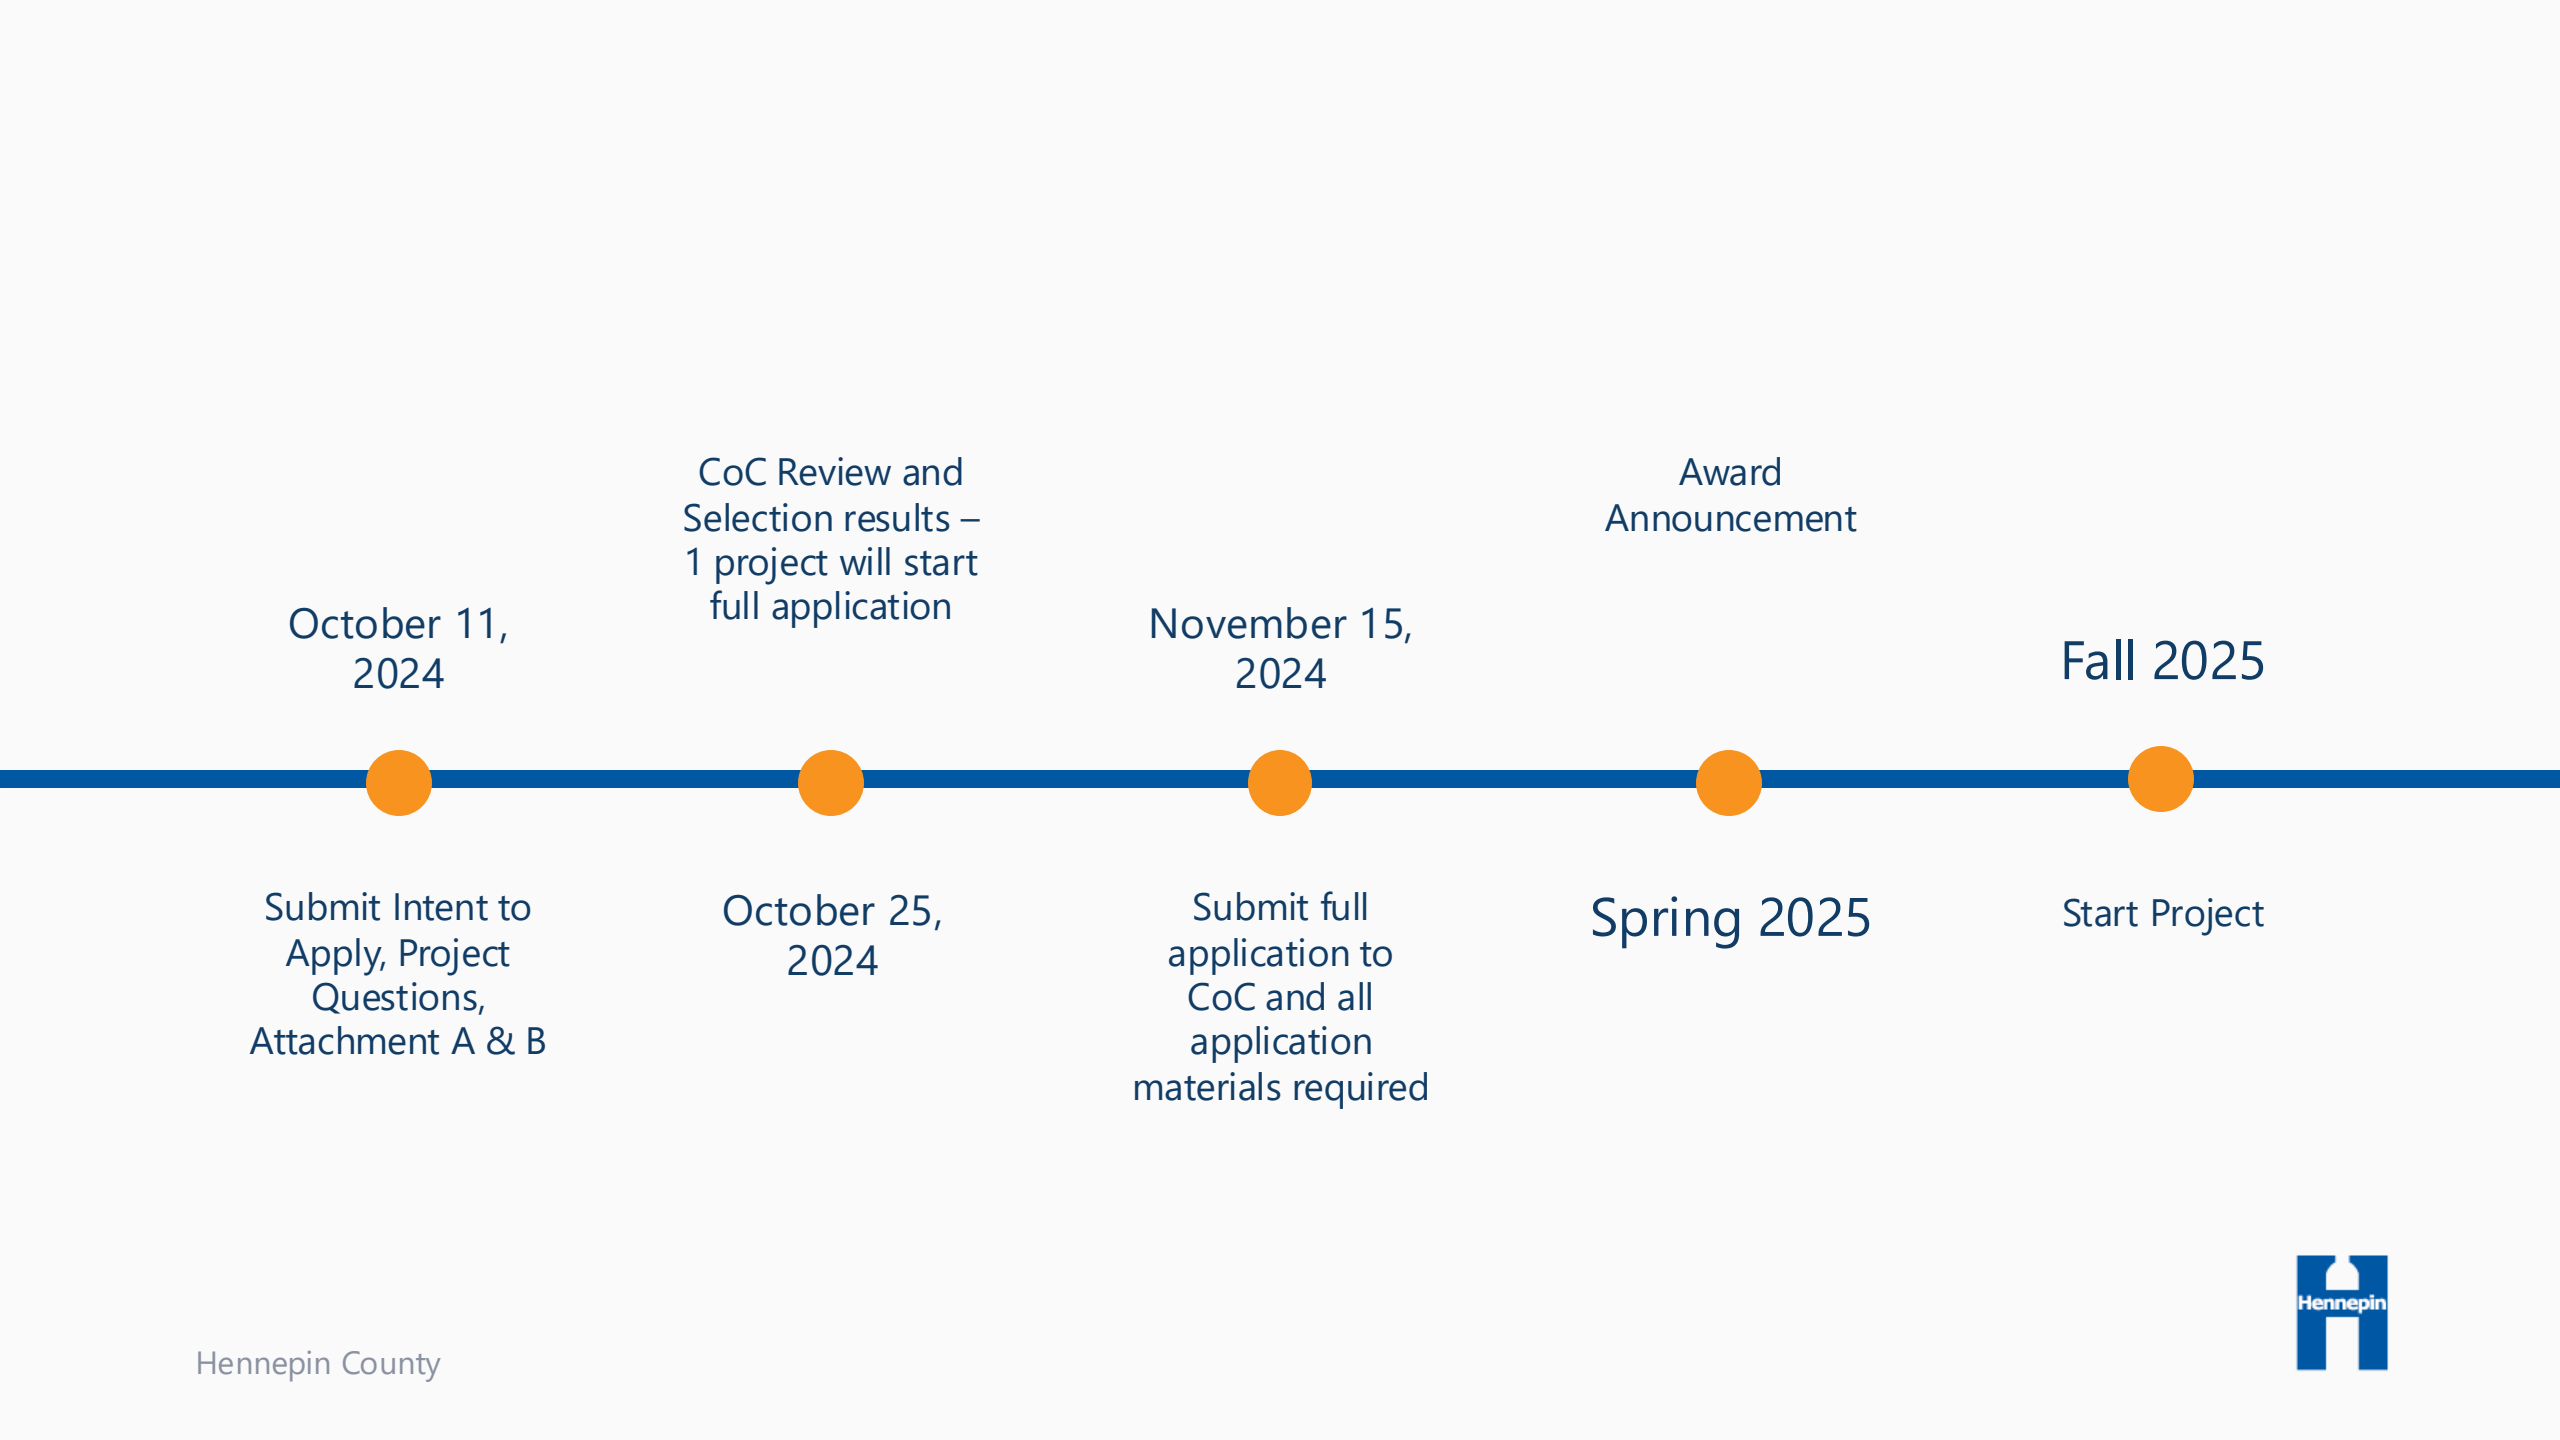 October 11,
2024
Submit Intent to
Apply, Project
Questions,
Attachment A & B
CoC Review and
Selection results –
1 project will start
full application
October 25,
2024
November 15,
2024
Submit full
application to
CoC and all
application
materials required
Award
Announcement
Spring 2025
Fall 2025
Start Project
Hennepin County
Hennepin